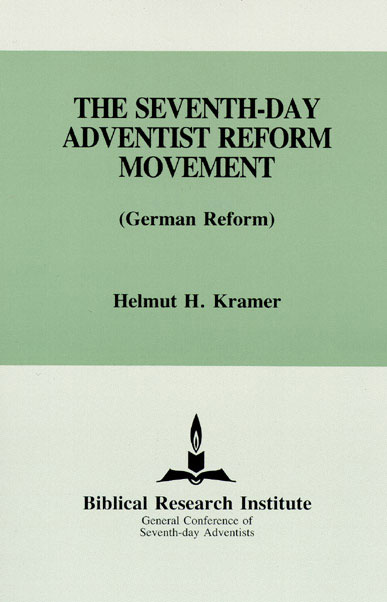 THE SEVENTH-DAY
ADVENTIST REFORM
MOVEMENT
(German Reform)
Helmut H. Kramer
Biblical Research Institute
General Conference of
Seventh-day Adventists